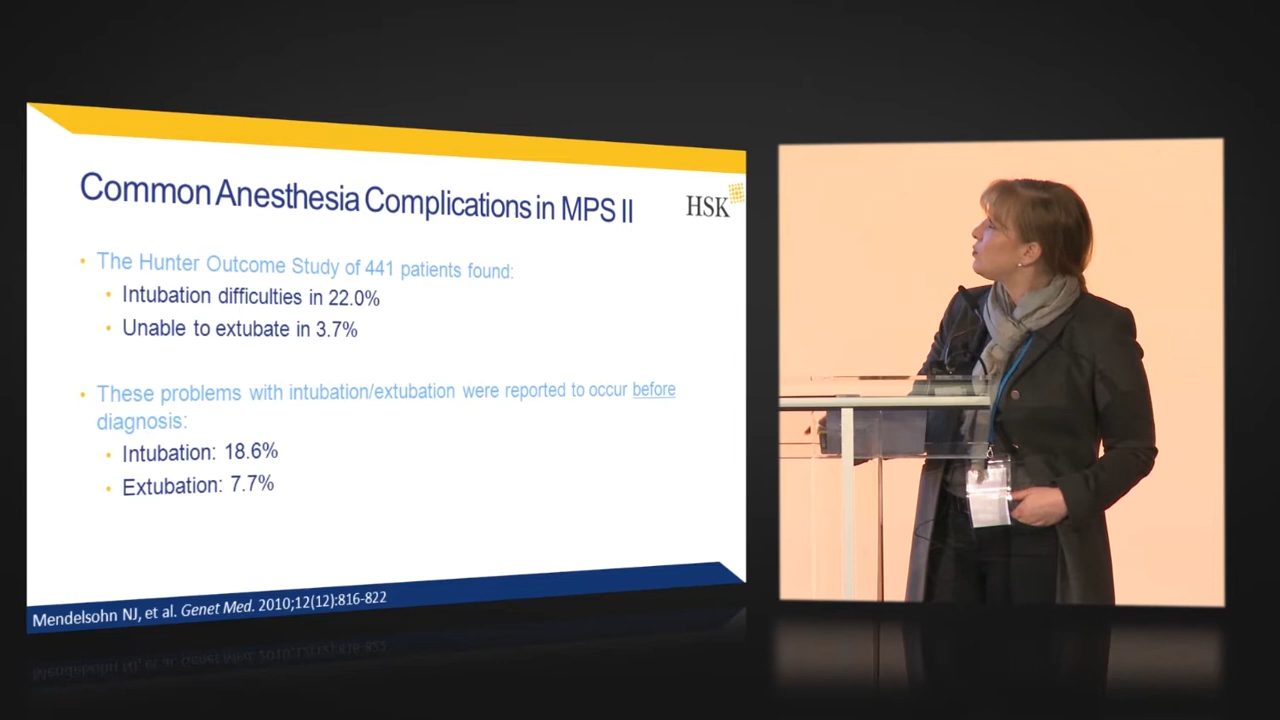 Common Anesthesia Complications in MPS II
HSK
• The Hunter Outcome Study of 441 patients found:
• Intubation difficulties in 22.0%
• Unable to extubate in 3.7%
• These problems with intubation/extubation were reported to occur before
diagnosis:
• Intubation: 18.6%
• Extubation: 7.7%
Mendelsohn NJ, et al. Genet Med. 2010;12(12):816-822